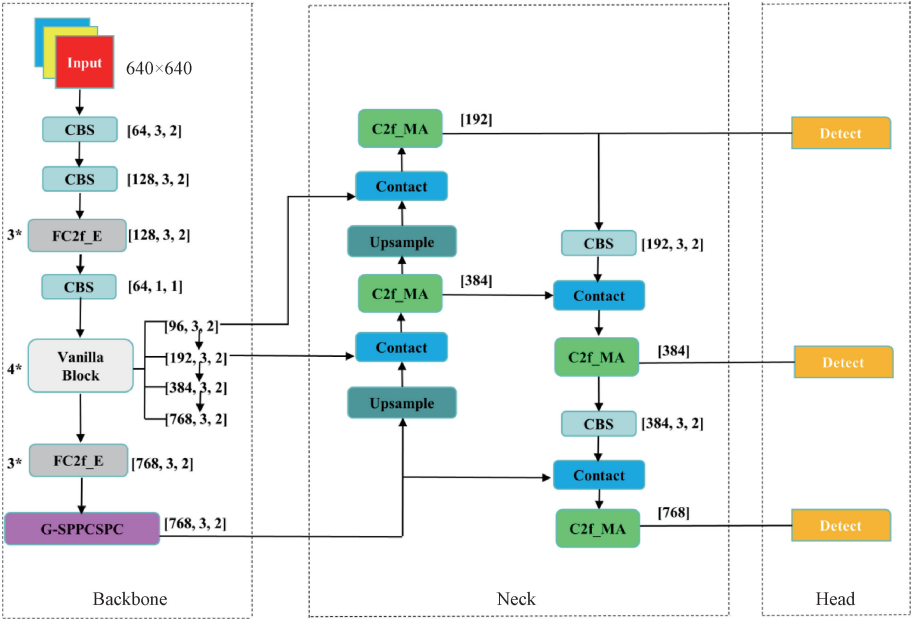 Input
640×640
CBS
[64, 3, 2]
CBS
[128, 3, 2]
3*
FC2f_E
[128, 3, 2]
CBS
[64, 1, 1]
4*
Vanilla
Block
[96, 3, 2]
[192, 3, 2]
[384, 3, 2]
[768, 3, 2]
3*
FC2f_E
[768, 3, 2]
G-SPPCSPC
[768, 3, 2]
Backbone
C2f_MA
[192]
Contact
Upsample
C2f_MA
[384]
Contact
Upsample
CBS
[192, 3, 2]
Contact
C2f_MA
[384]
CBS
[384, 3, 2]
Contact
C2f_MA
[768]
Neck
Detect
Detect
Detect
Head